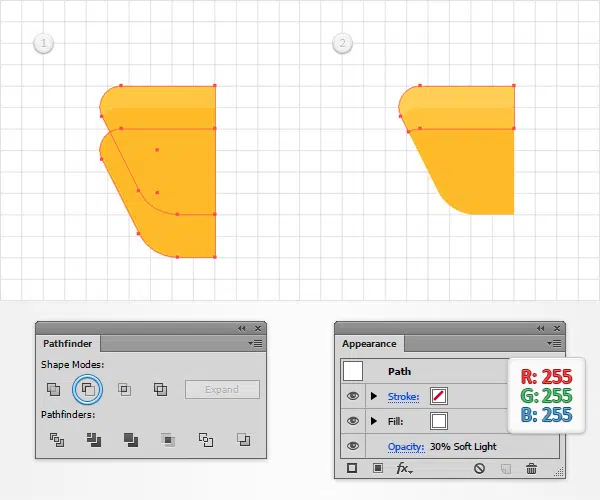 1
2
Pathfinder
Shape Modes:
Expand
Pathfinders:
Appearance
Path
Stroke:
Fill:
Opacity: 30% Soft Light
fx
R: 255
G: 255
B: 255